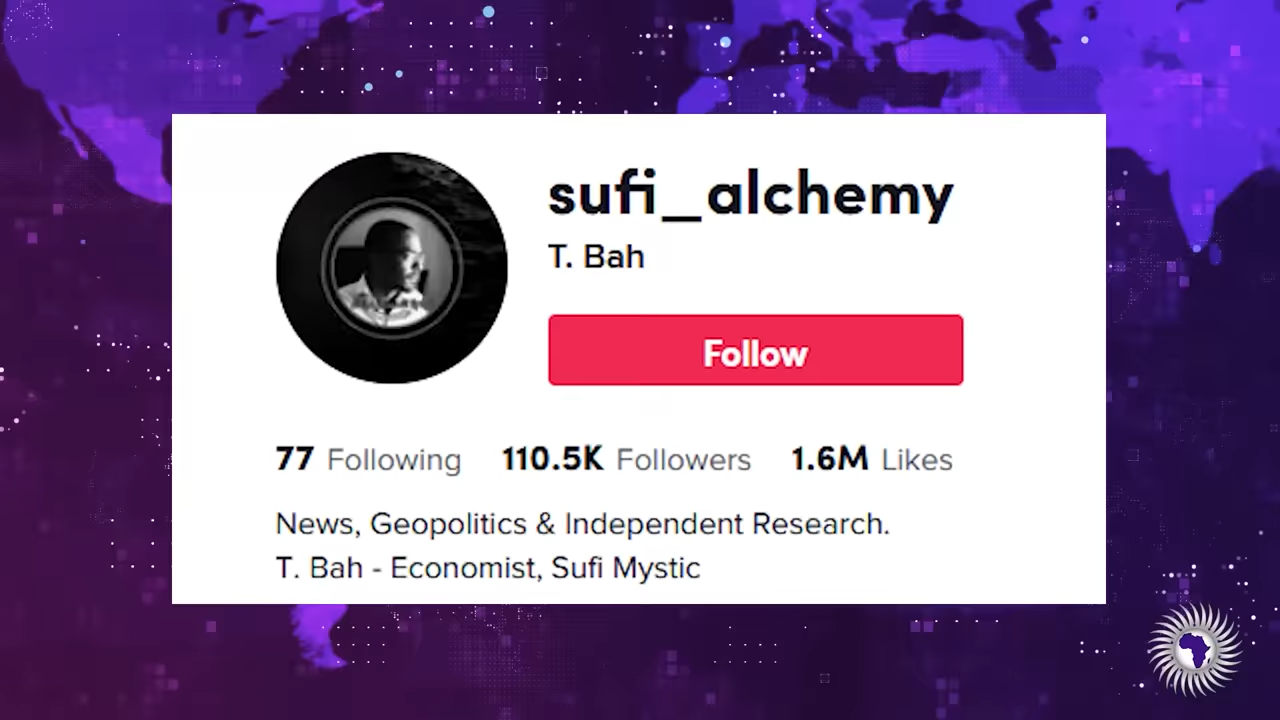 sufi_alchemy
T. Bah
Follow
77 Following 110.5K Followers 1.6M Likes
News, Geopolitics & Independent Research.
T. Bah - Economist, Sufi Mystic